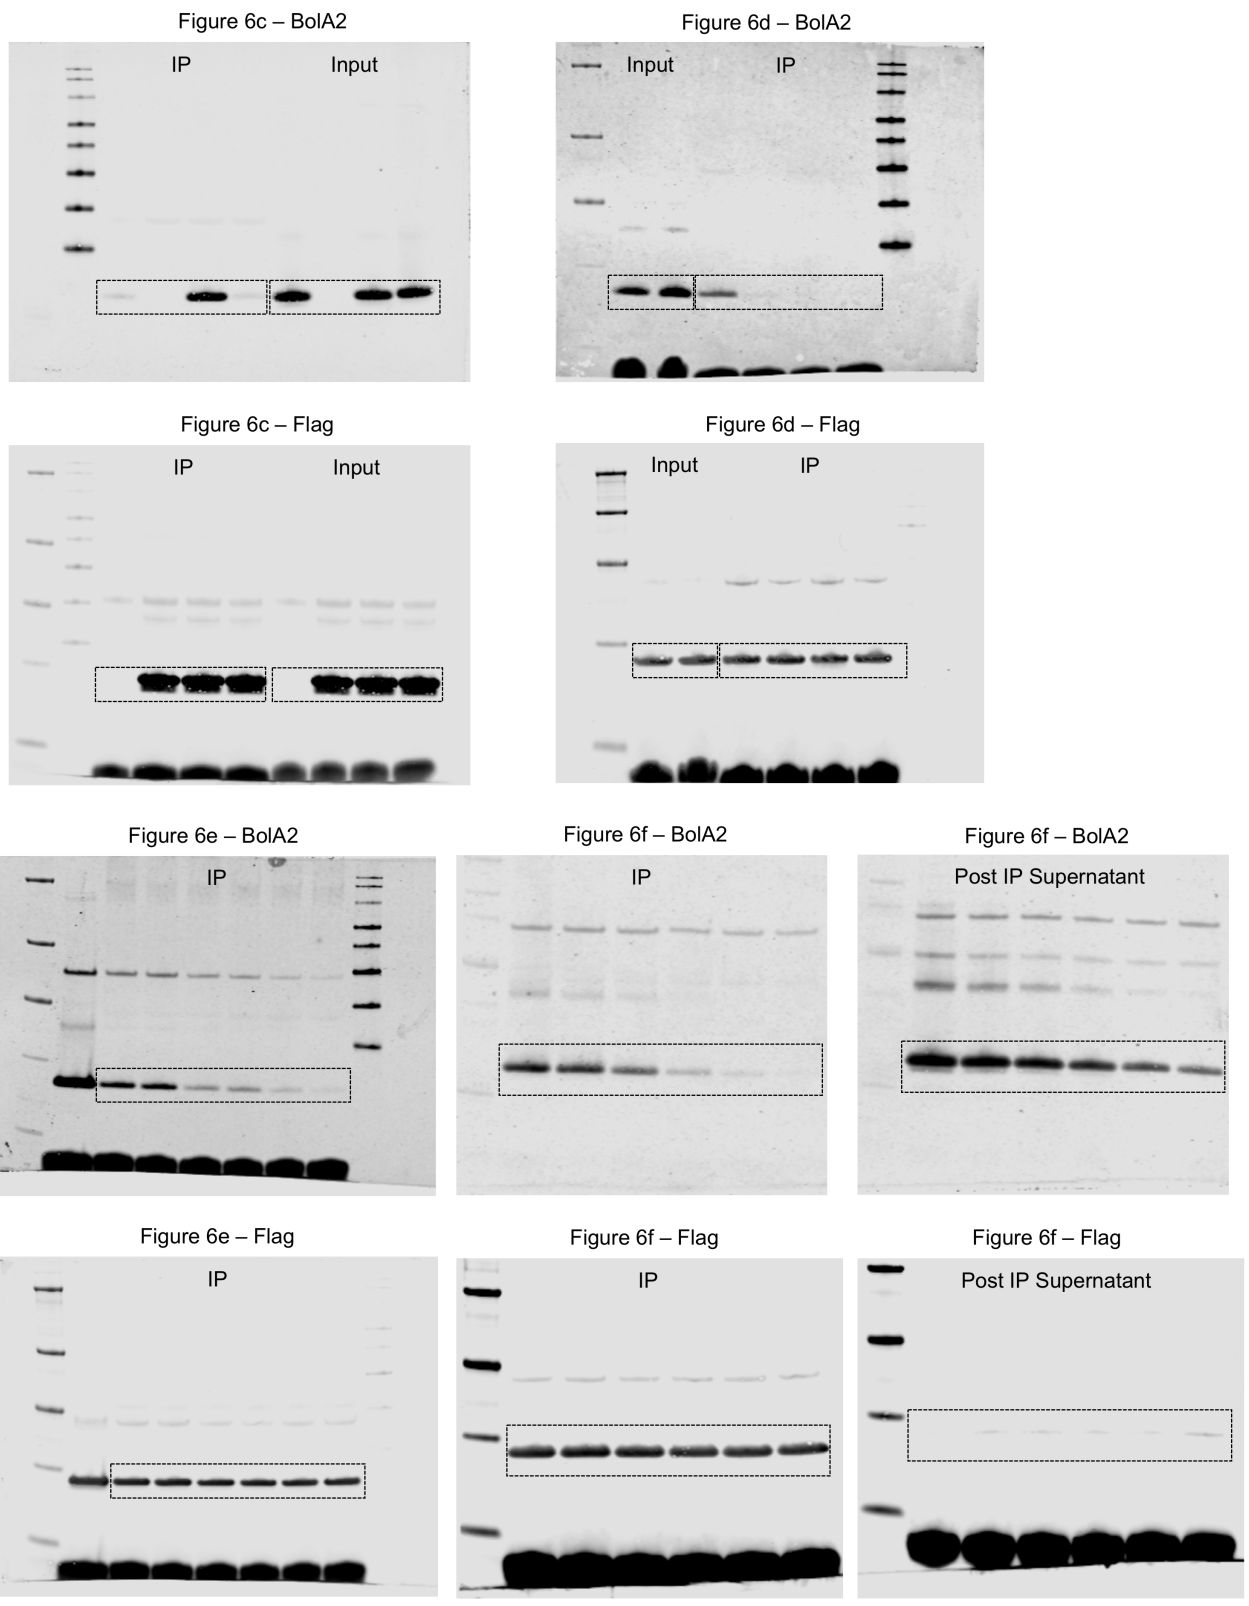 Figure 6c – BolA2
Figure 6d – BolA2
IP
Input
Input
IP
Figure 6c – Flag
Figure 6d – Flag
IP
Input
Input
IP
Figure 6e – BolA2
Figure 6f – BolA2
Figure 6f – BolA2
IP
IP
Post IP Supernatant
Figure 6e – Flag
Figure 6f – Flag
Figure 6f – Flag
IP
IP
Post IP Supernatant